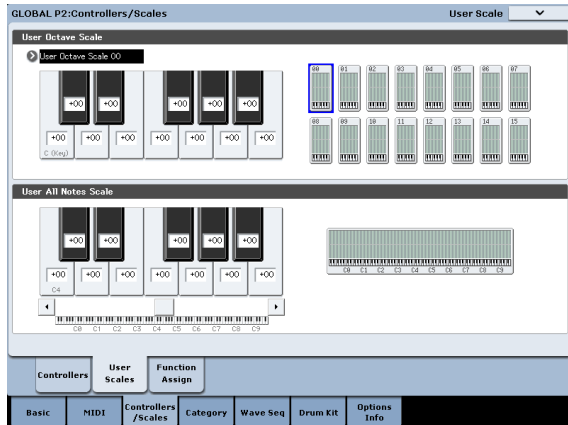 GLOBAL P2:Controllers/Scales User Scale
User Octave Scale
User Octave Scale 00
00 01 02 03 04 05 06 07
+00 +00 +00 +00 +00
+00 +00 +00 +00 +00 +00 +00
C (Key)
08 09 10 11 12 13 14 15
User All Notes Scale
+00 +00 +00 +00 +00
+00 +00 +00 +00 +00 +00 +00
C4
C0 C1 C2 C3 C4 C5 C6 C7 C8 C9
C0 C1 C2 C3 C4 C5 C6 C7 C8 C9
Controllers
User
Scales
Function
Assign
Basic
MIDI
Controllers
/Scales
Category
Wave Seq
Drum Kit
Options
Info